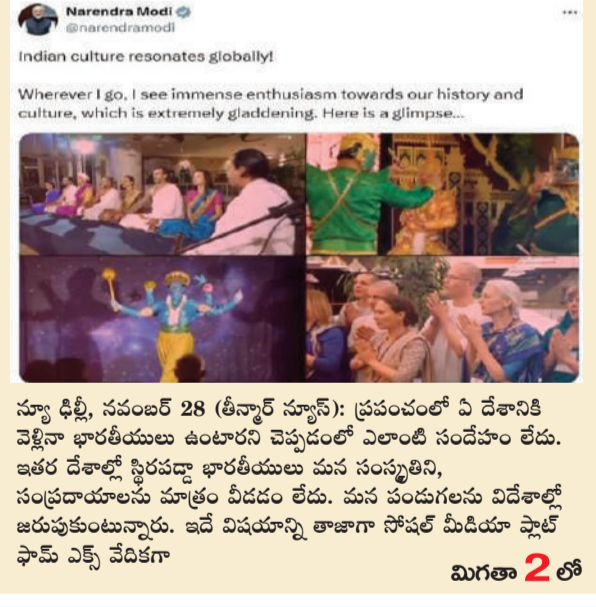 Narendra Modi
@narendramodi
Indian culture resonates globally!
Wherever I go, I see immense enthusiasm towards our history and
culture, which is extremely gladdening. Here is a glimpse...
న్యూ ఢిల్లీ, నవంబర్ 28 (తీన్మార్ న్యూస్): ప్రపంచంలో ఏ దేశానికి
వెళ్లినా భారతీయులు ఉంటారని చెప్పడంలో ఎలాంటి సందేహం లేదు.
ఇతర దేశాల్లో స్థిరపడ్డా భారతీయులు మన సంస్కృతిని,
సంప్రదాయాలను మాత్రం వీడడం లేదు. మన పండుగలను విదేశాల్లో
జరుపుకుంటున్నారు. ఇదే విషయాన్ని తాజాగా సోషల్ మీడియా ప్లాట్
ఫామ్ ఎక్స్ వేదికగా
మిగతా 2 లో